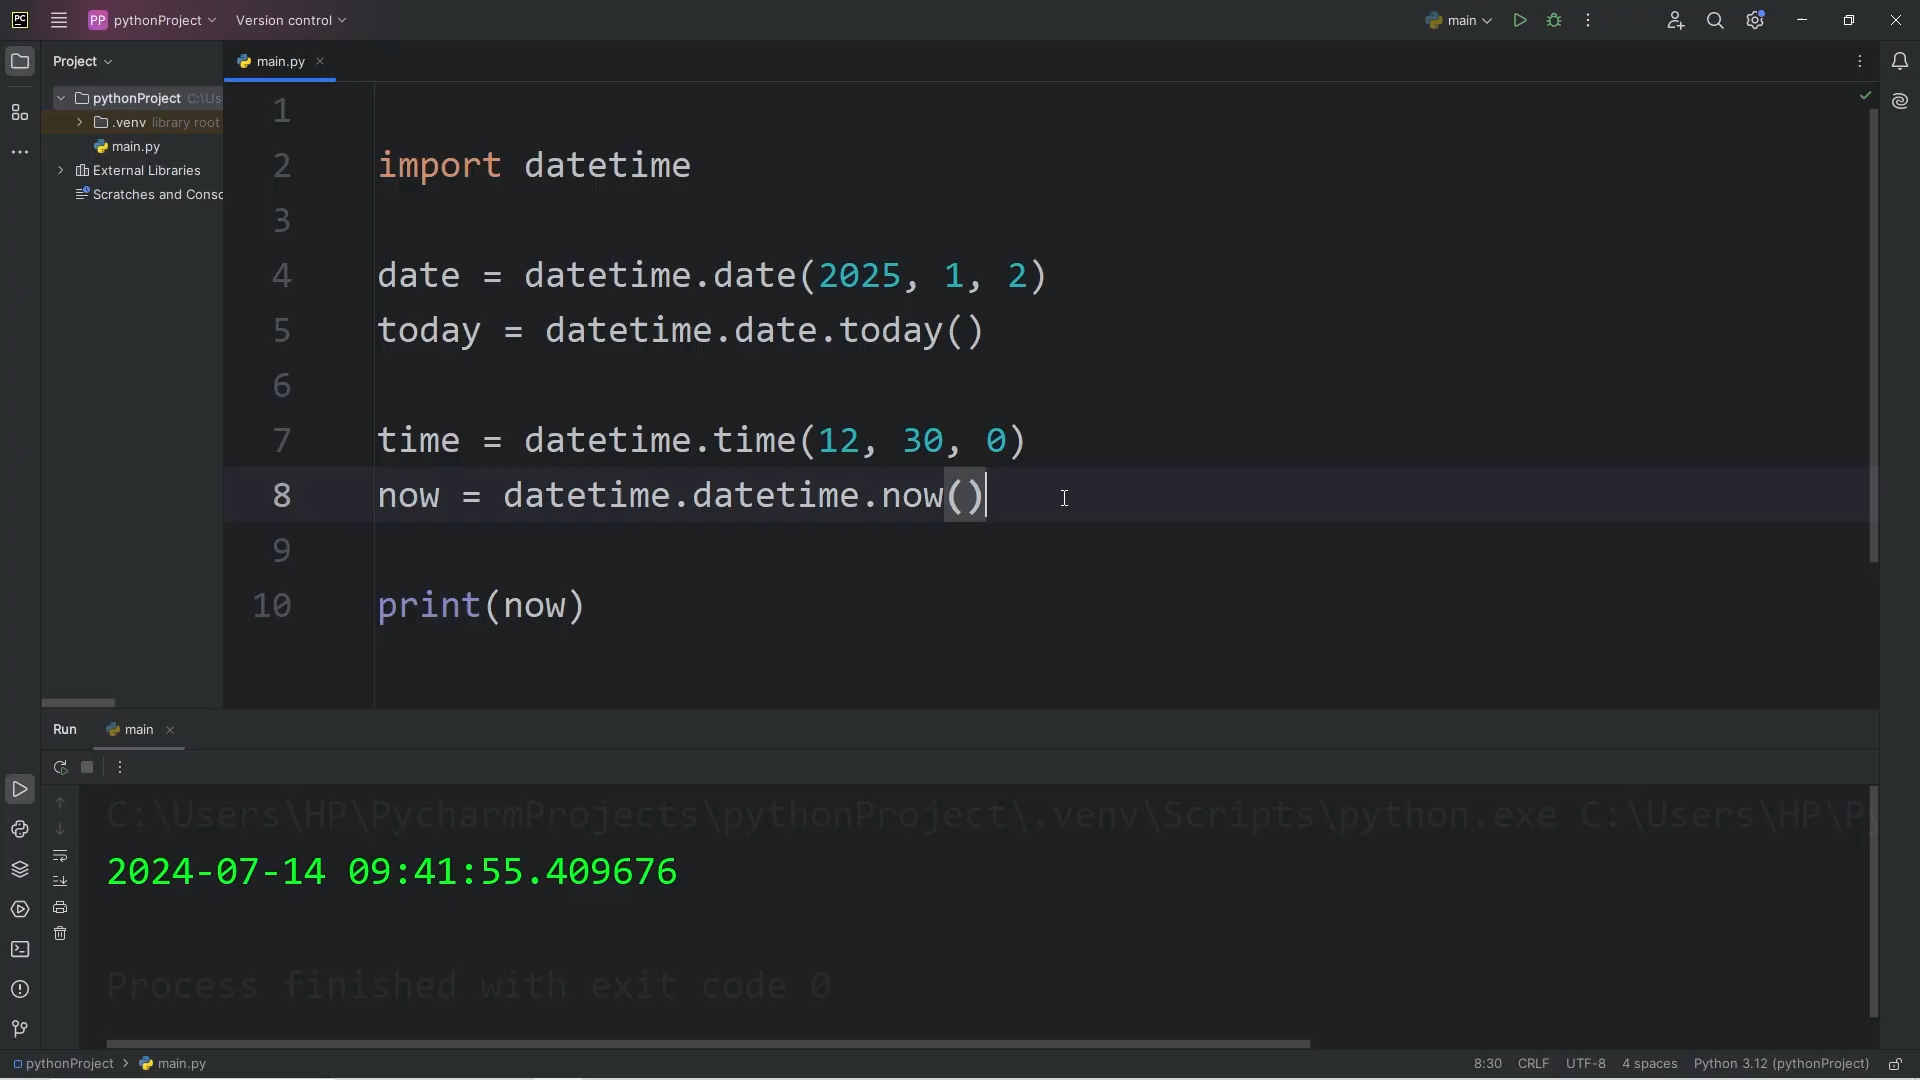 PC
PP pythonProject
Version control
main
Project
main.py
pythonProject C:\Us
.venv library root
main.py
External Libraries
Scratches and Consc
1
2 import datetime
3
4 date = datetime.date(2025, 1, 2)
5 today = datetime.date.today()
6
7 time = datetime.time(12, 30, 0)
8 now = datetime.datetime.now()
9
10 print(now)
Run main
C:\Users\HP\PycharmProjects\pythonProject\.venv\Scripts\python.exe C:\Users\HP\Py
2024-07-14 09:41:55.409676
Process finished with exit code 0
pythonProject > main.py
8:30 CRLF UTF-8 4 spaces Python 3.12 (pythonProject)